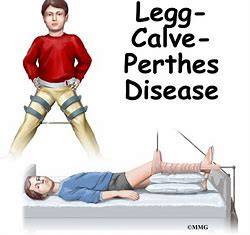 Legg-
Calve-
Perthes
Disease
©MMG